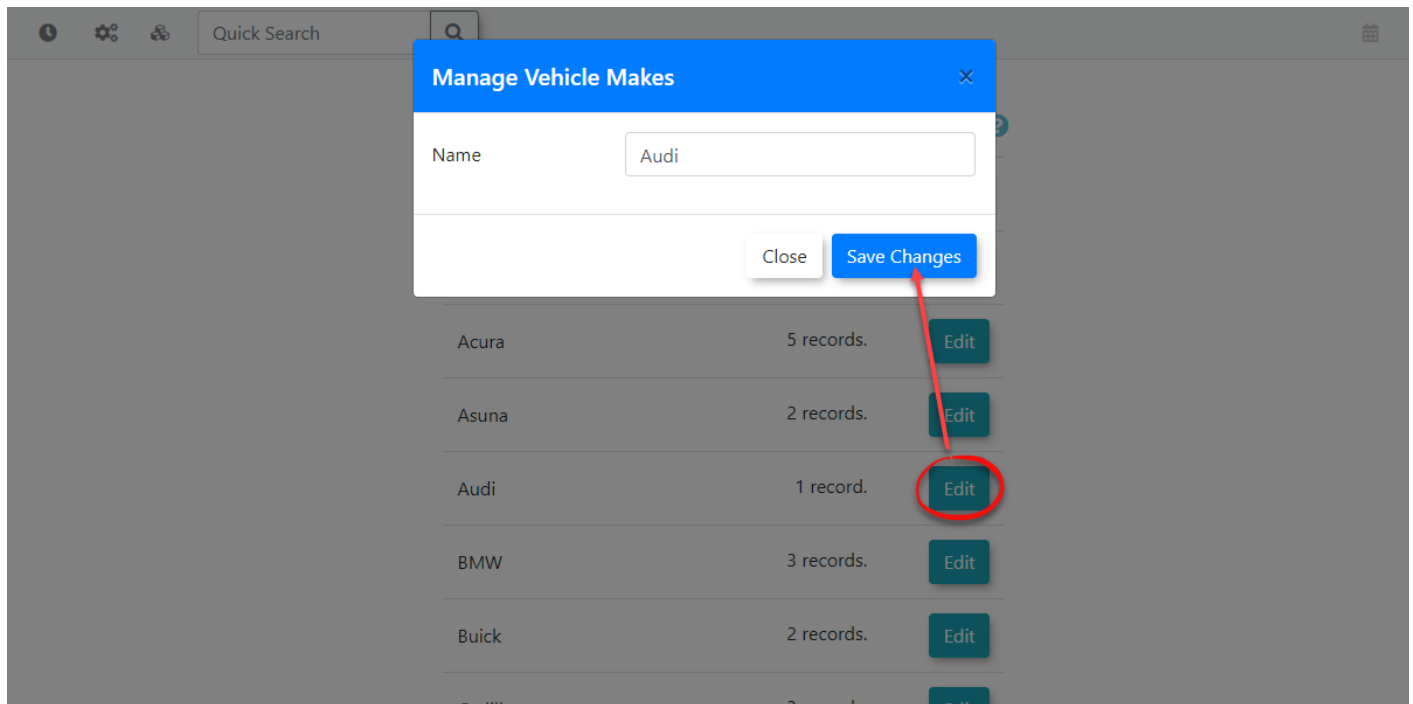 Quick Search
Manage Vehicle Makes ×
Name Audi
Close Save Changes
Acura 5 records. Edit
Asuna 2 records. Edit
Audi 1 record. Edit
BMW 3 records. Edit
Buick 2 records. Edit